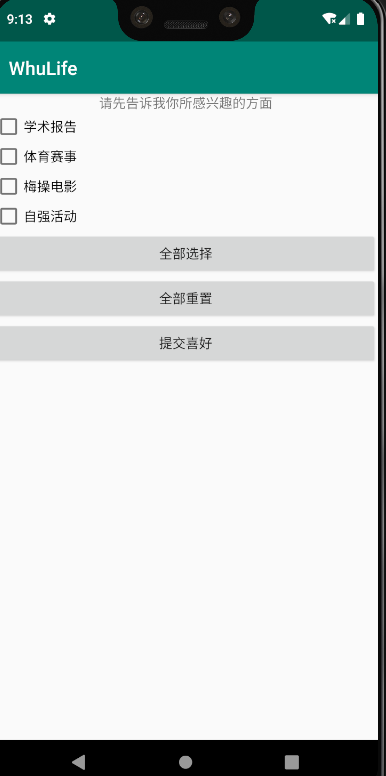 9:13
WhuLife
请先告诉我你所感兴趣的方面
学术报告
体育赛事
梅操电影
自强活动
全部选择
全部重置
提交喜好